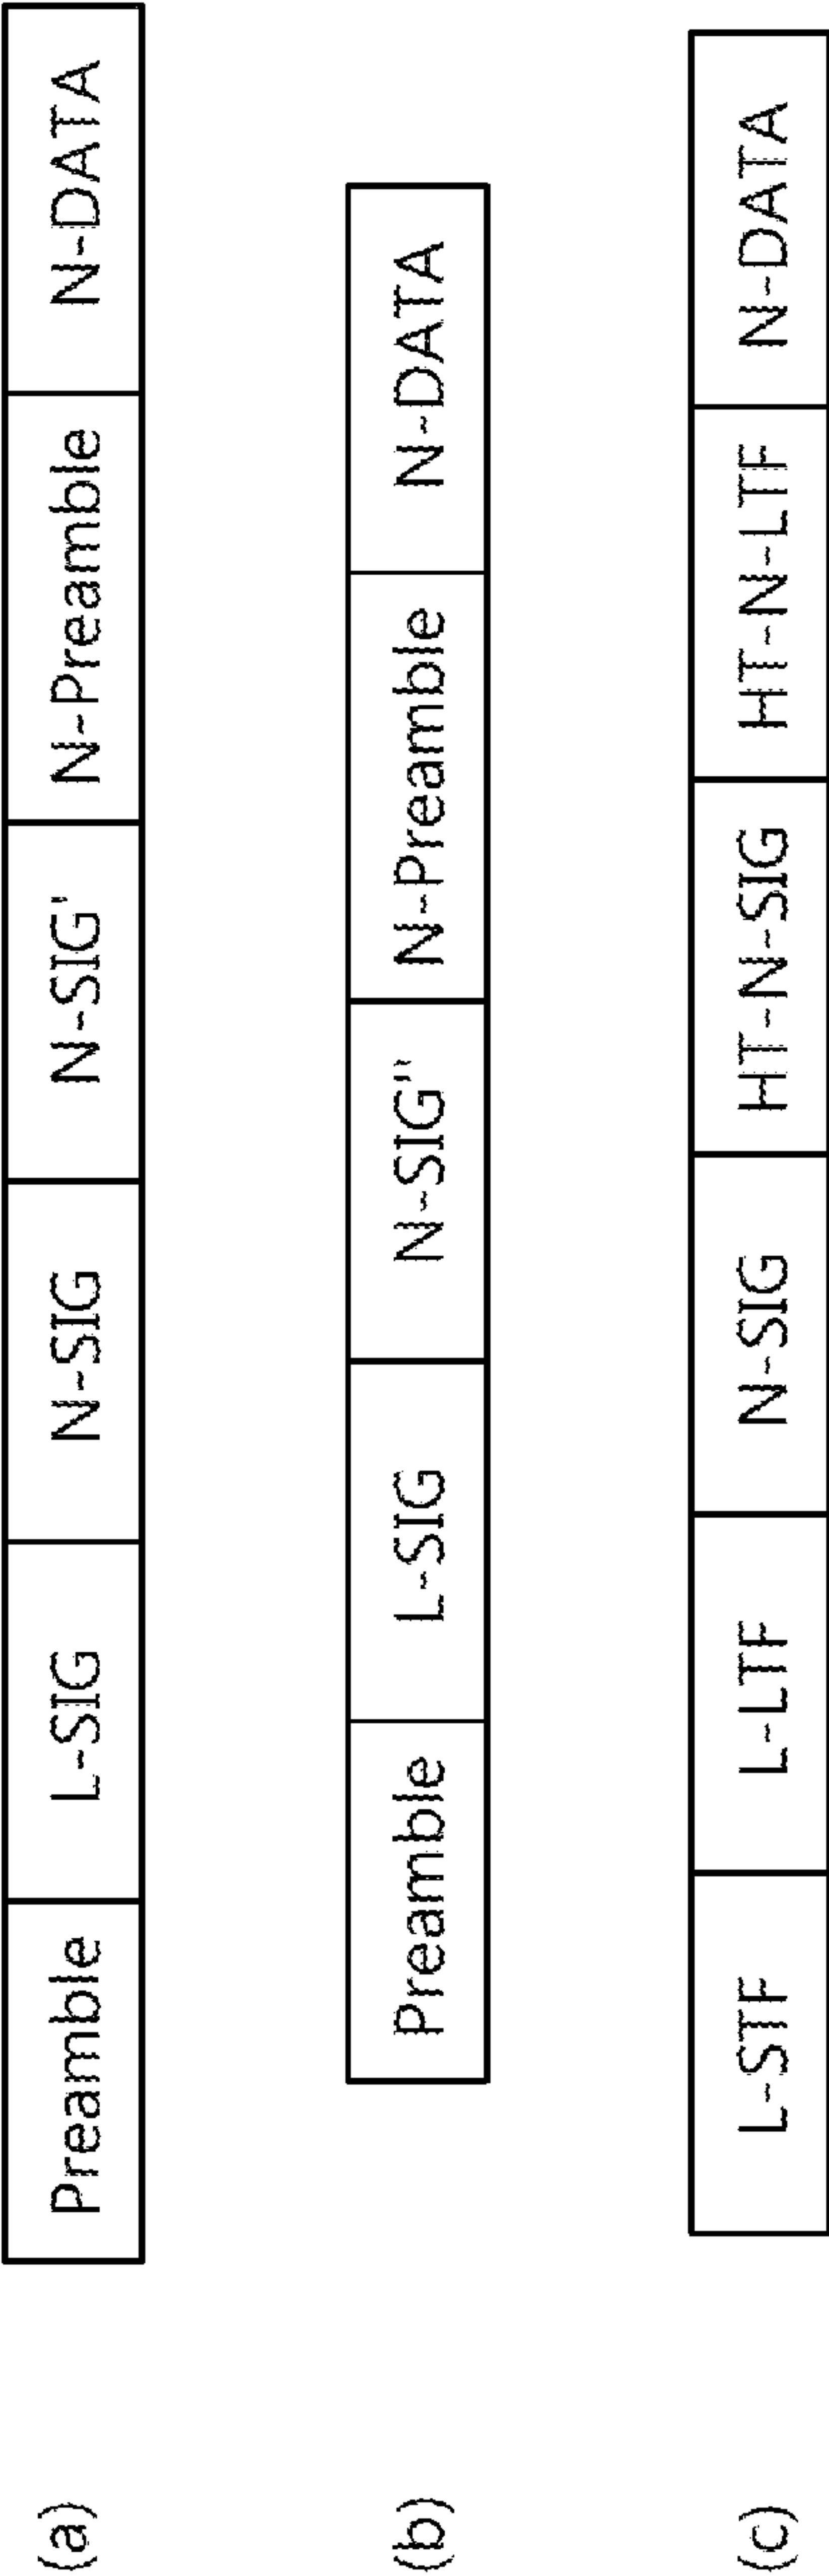 (a) Preamble L-SIG N-SIG N-SIG' N-Preamble N-DATA
(b) Preamble L-SIG N-SIG'' N-Preamble N-DATA
(c) L-STF L-LTF N-SIG HT-N-SIG HT-N-LTF N-DATA